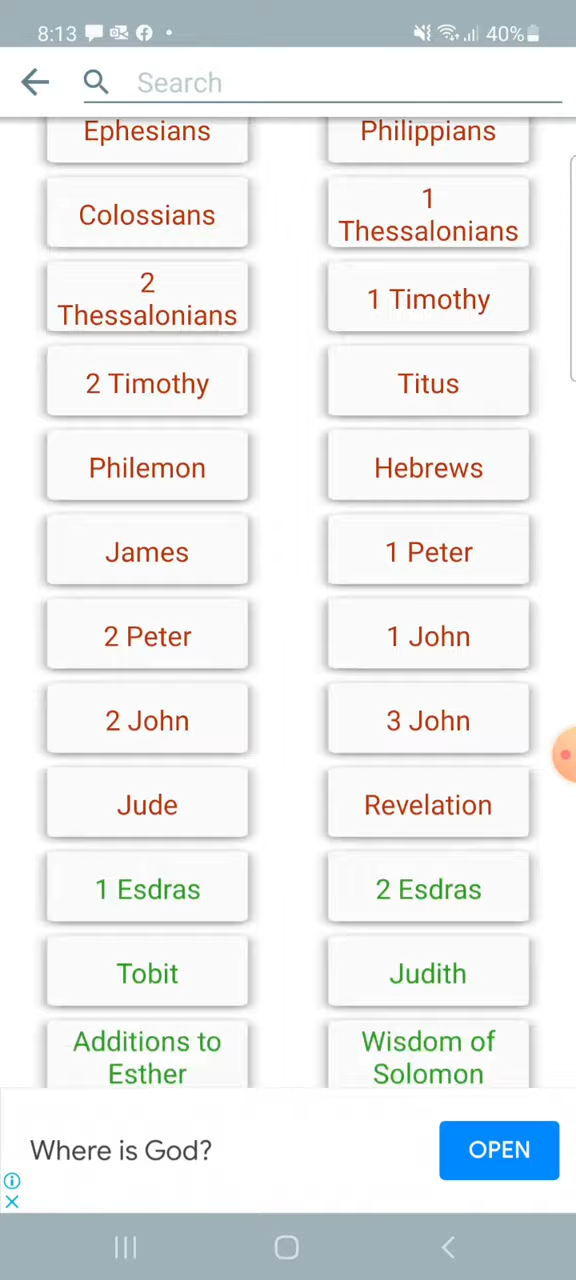 8:13
40%
Search
Ephesians
Philippians
Colossians
1
Thessalonians
2
Thessalonians
1 Timothy
2 Timothy
Titus
Philemon
Hebrews
James
1 Peter
2 Peter
1 John
2 John
3 John
Jude
Revelation
1 Esdras
2 Esdras
Tobit
Judith
Additions to
Esther
Wisdom of
Solomon
Where is God?
OPEN